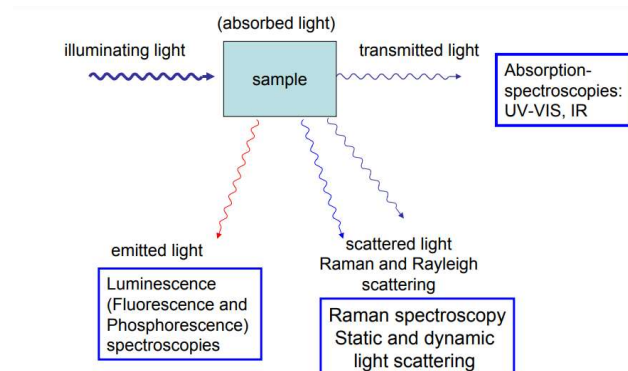 (absorbed light)
illuminating light
sample
transmitted light
Absorption-
spectroscopies:
UV-VIS, IR
emitted light
Luminescence
(Fluorescence and
Phosphorescence)
spectroscopies
scattered light
Raman and Rayleigh
scattering
Raman spectroscopy
Static and dynamic
light scattering